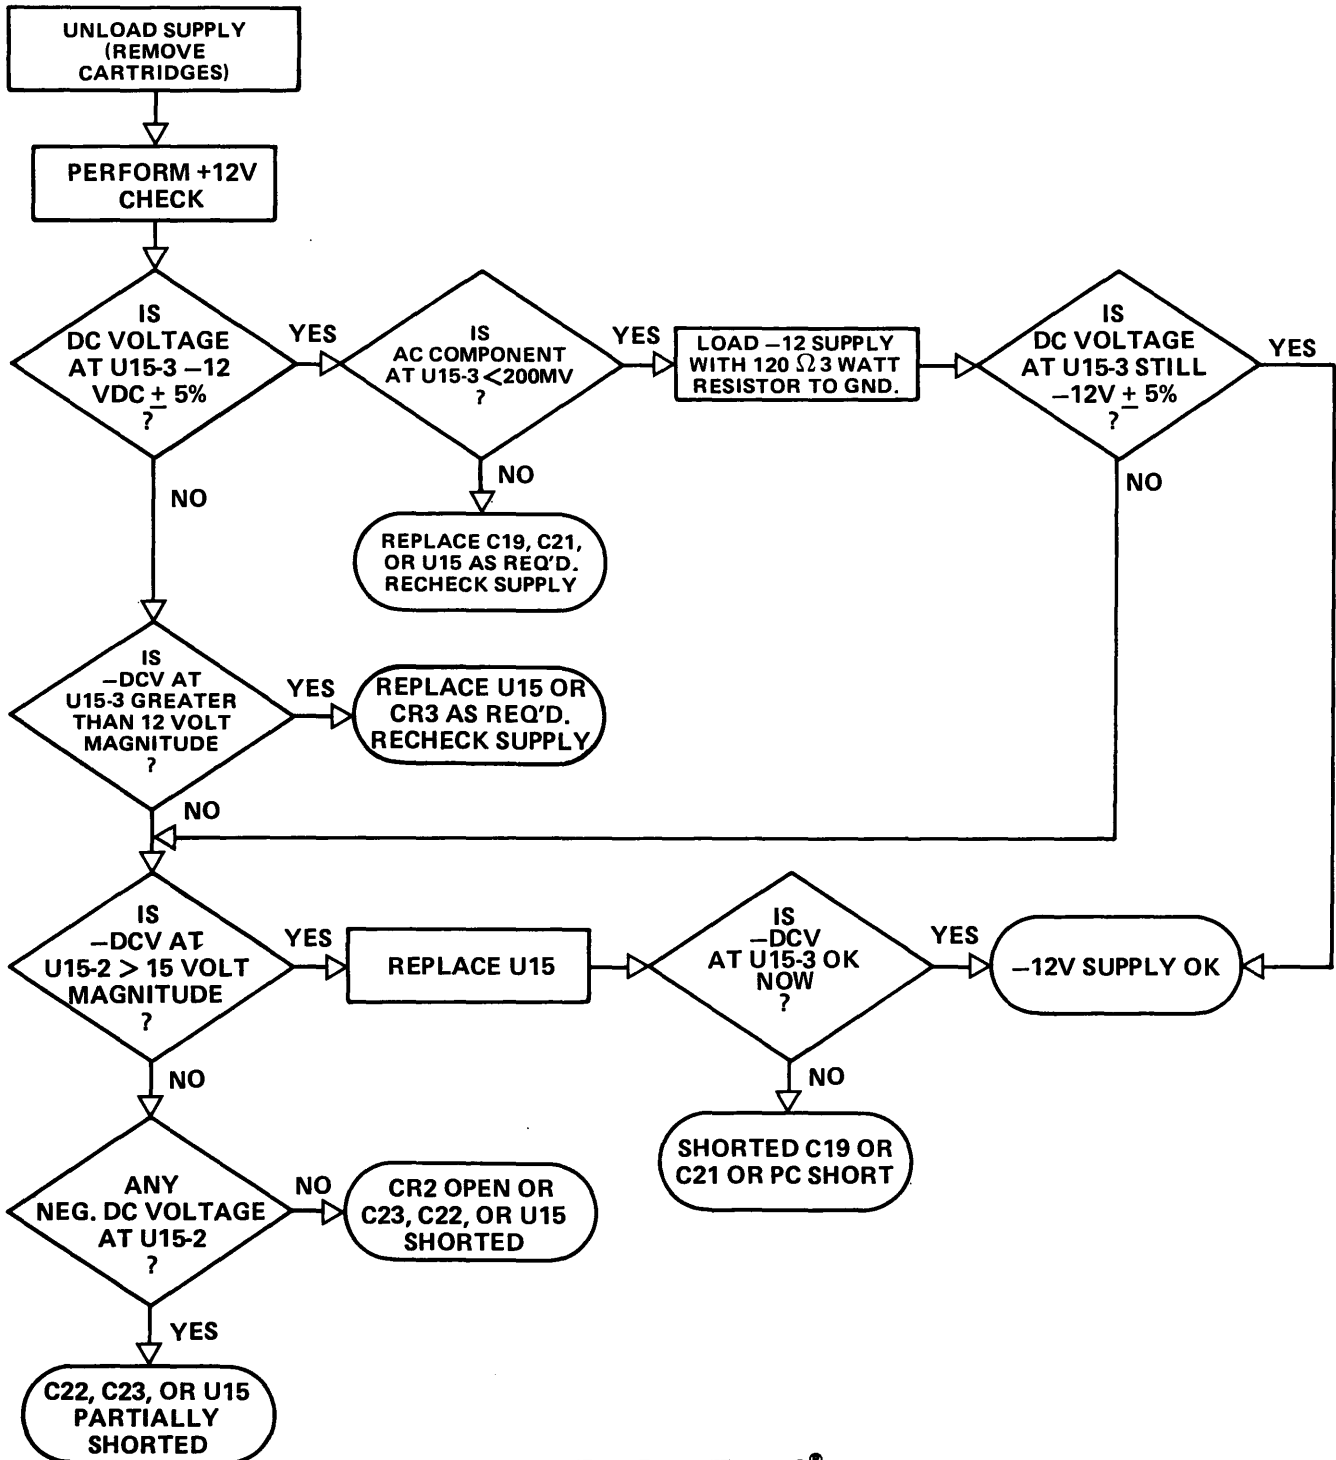 UNLOAD SUPPLY
(REMOVE
CARTRIDGES)
PERFORM +12V
CHECK
IS
DC VOLTAGE
AT U15-3 −12
VDC ± 5%
?
YES
NO
IS
AC COMPONENT
AT U15-3 <200MV
?
YES
NO
LOAD −12 SUPPLY
WITH 120 Ω 3 WATT
RESISTOR TO GND.
IS
DC VOLTAGE
AT U15-3 STILL
−12V ± 5%
?
YES
NO
REPLACE C19, C21,
OR U15 AS REQ'D.
RECHECK SUPPLY
IS
−DCV AT
U15-3 GREATER
THAN 12 VOLT
MAGNITUDE
?
YES
NO
REPLACE U15 OR
CR3 AS REQ'D.
RECHECK SUPPLY
IS
−DCV AT
U15-2 > 15 VOLT
MAGNITUDE
?
YES
NO
REPLACE U15
IS
−DCV
AT U15-3 OK
NOW
?
YES
NO
−12V SUPPLY OK
SHORTED C19 OR
C21 OR PC SHORT
ANY
NEG. DC VOLTAGE
AT U15-2
?
NO
YES
CR2 OPEN OR
C23, C22, OR U15
SHORTED
C22, C23, OR U15
PARTIALLY
SHORTED
®